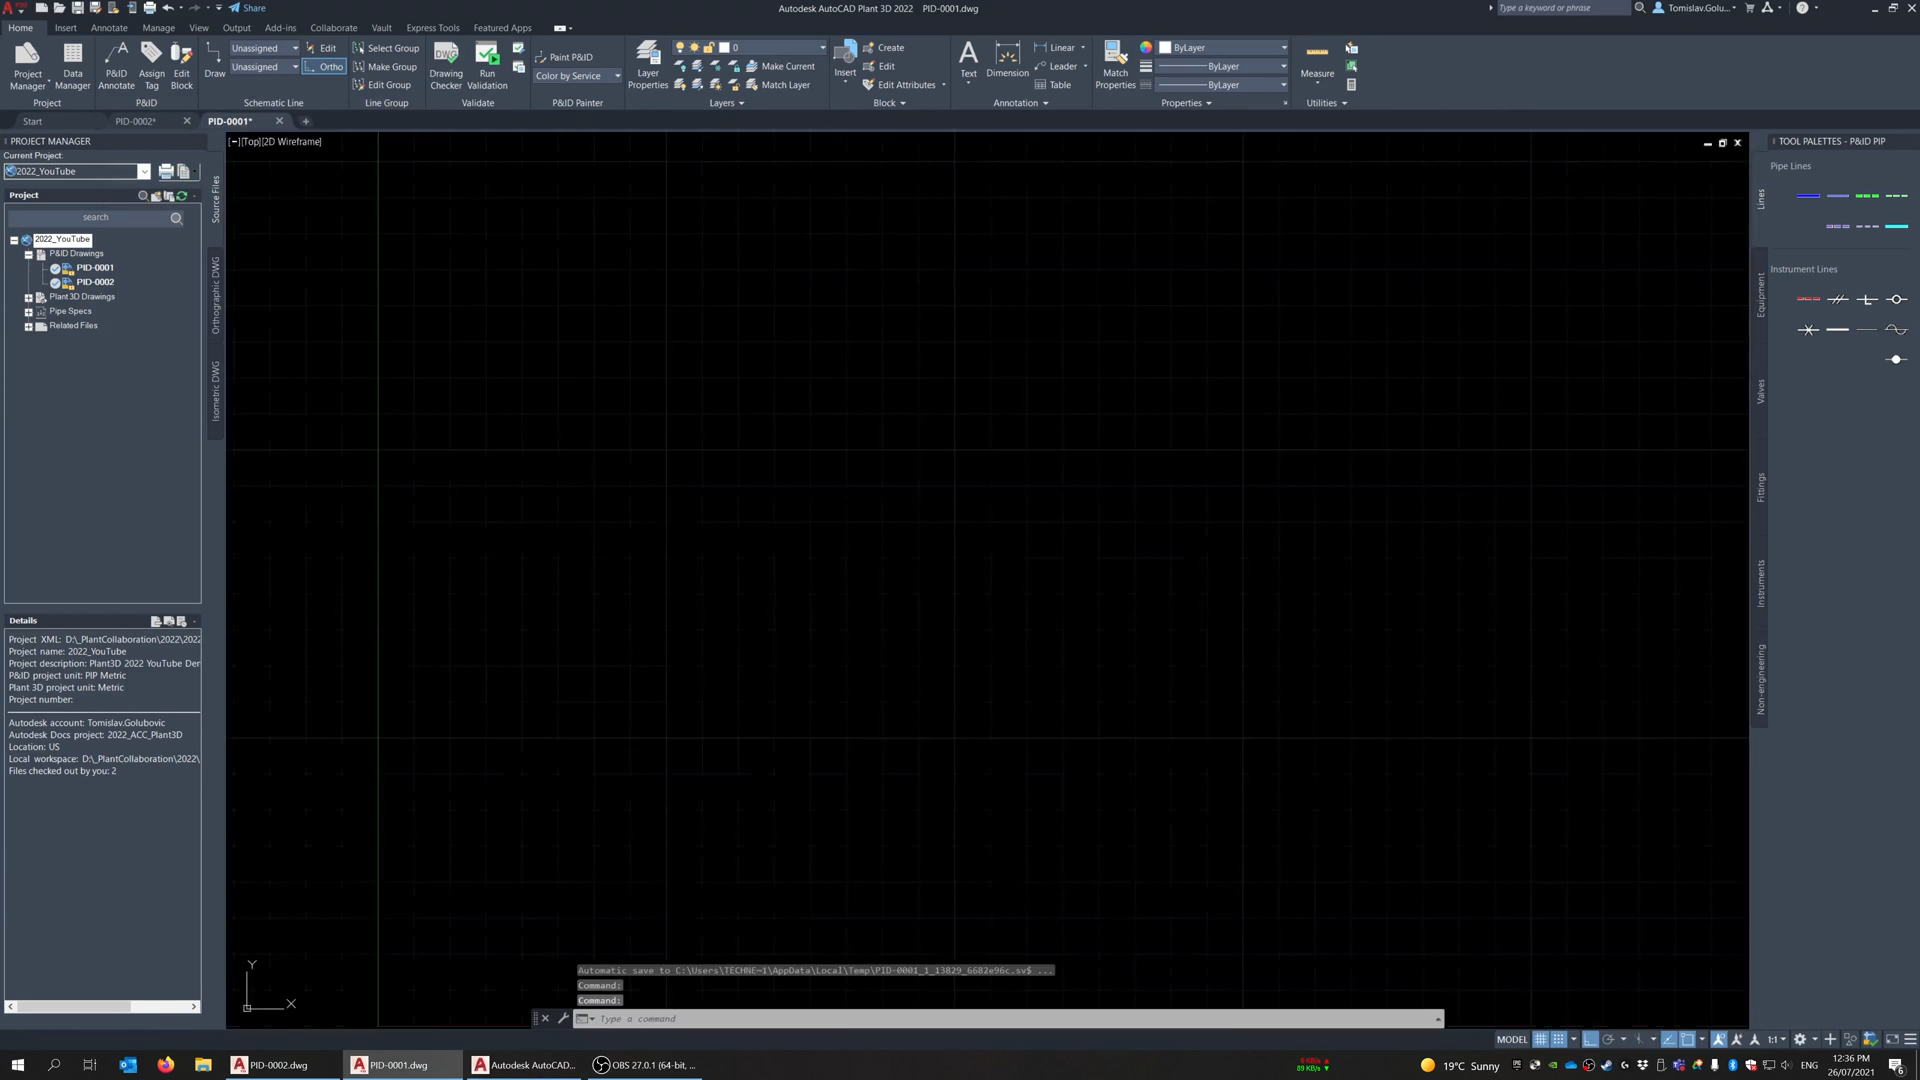 Share
Autodesk AutoCAD Plant 3D 2022 PID-0001.dwg
Type a keyword or phrase
Tomislav.Golu...
Home Insert Annotate Manage View Output Add-ins Collaborate Vault Express Tools Featured Apps
Project Manager
Data Manager
Project
P&ID Annotate
Assign Tag
Edit Block
P&ID
Draw
Unassigned
Unassigned
Edit
Ortho
Schematic Line
Select Group
Make Group
Edit Group
Line Group
DWG
Drawing Checker
Run Validation
Validate
Paint P&ID
Color by Service
P&ID Painter
Layer Properties
0
Make Current
Match Layer
Layers
Insert
Create
Edit
Edit Attributes
Block
Text
Dimension
Linear
Leader
Table
Annotation
Match Properties
ByLayer
ByLayer
ByLayer
Properties
Measure
Utilities
Start
PID-0002*
PID-0001*
PROJECT MANAGER
Current Project:
2022_YouTube
Project
search
2022_YouTube
P&ID Drawings
PID-0001
PID-0002
Plant 3D Drawings
Pipe Specs
Related Files
Source Files
Orthographic DWG
Isometric DWG
Details
Project XML: D:\_PlantCollaboration\2022\2022
Project name: 2022_YouTube
Project description: Plant3D 2022 YouTube Der
P&ID project unit: PIP Metric
Plant 3D project unit: Metric
Project number:
Autodesk account: Tomislav.Golubovic
Autodesk Docs project: 2022_ACC_Plant3D
Location: US
Local workspace: D:\_PlantCollaboration\2022\
Files checked out by you: 2
[−][Top][2D Wireframe]
Y
X
Automatic save to C:\Users\TECHNE~1\AppData\Local\Temp\PID-0001_1_13829_6682e96c.sv$ ...
Command:
Command:
Type a command
TOOL PALETTES - P&ID PIP
Pipe Lines
Instrument Lines
Lines
Equipment
Valves
Fittings
Instruments
Non-engineering
MODEL
1:1
PID-0002.dwg
PID-0001.dwg
Autodesk AutoCAD...
OBS 27.0.1 (64-bit, ...
89 KB/s
19°C Sunny
ENG
12:36 PM
26/07/2021
6